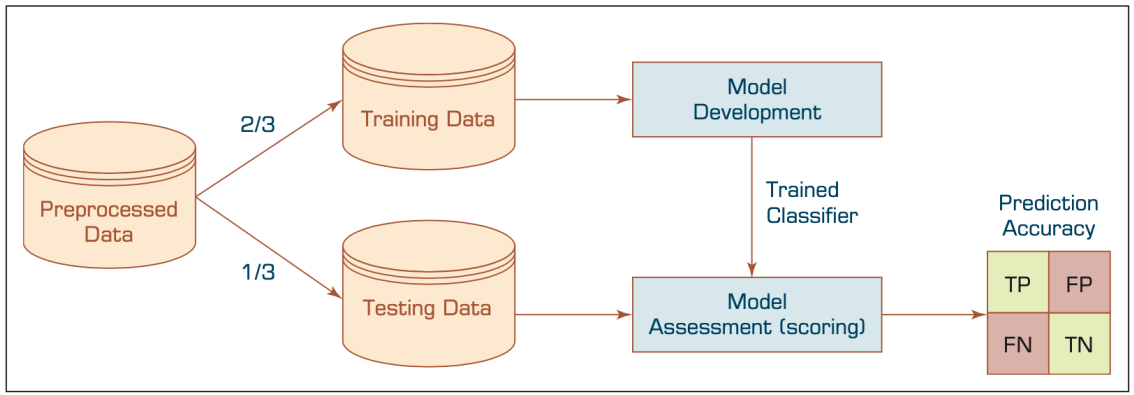 Preprocessed
Data
2/3
1/3
Training Data
Testing Data
Model
Development
Trained
Classifier
Model
Assessment (scoring)
Prediction
Accuracy
TP FP
FN TN